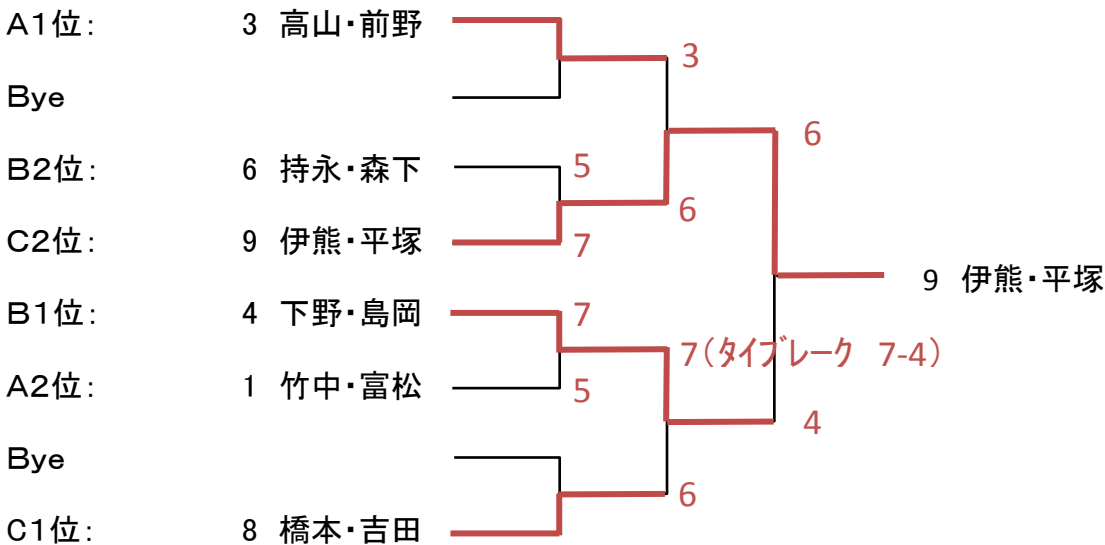 A1位: 3 高山・前野
3
Bye
6
B2位: 6 持永・森下 5
6
C2位: 9 伊熊・平塚 7
9 伊熊・平塚
B1位: 4 下野・島岡 7
7(タイブレーク 7-4)
A2位: 1 竹中・富松 5
4
Bye
6
C1位: 8 橋本・吉田